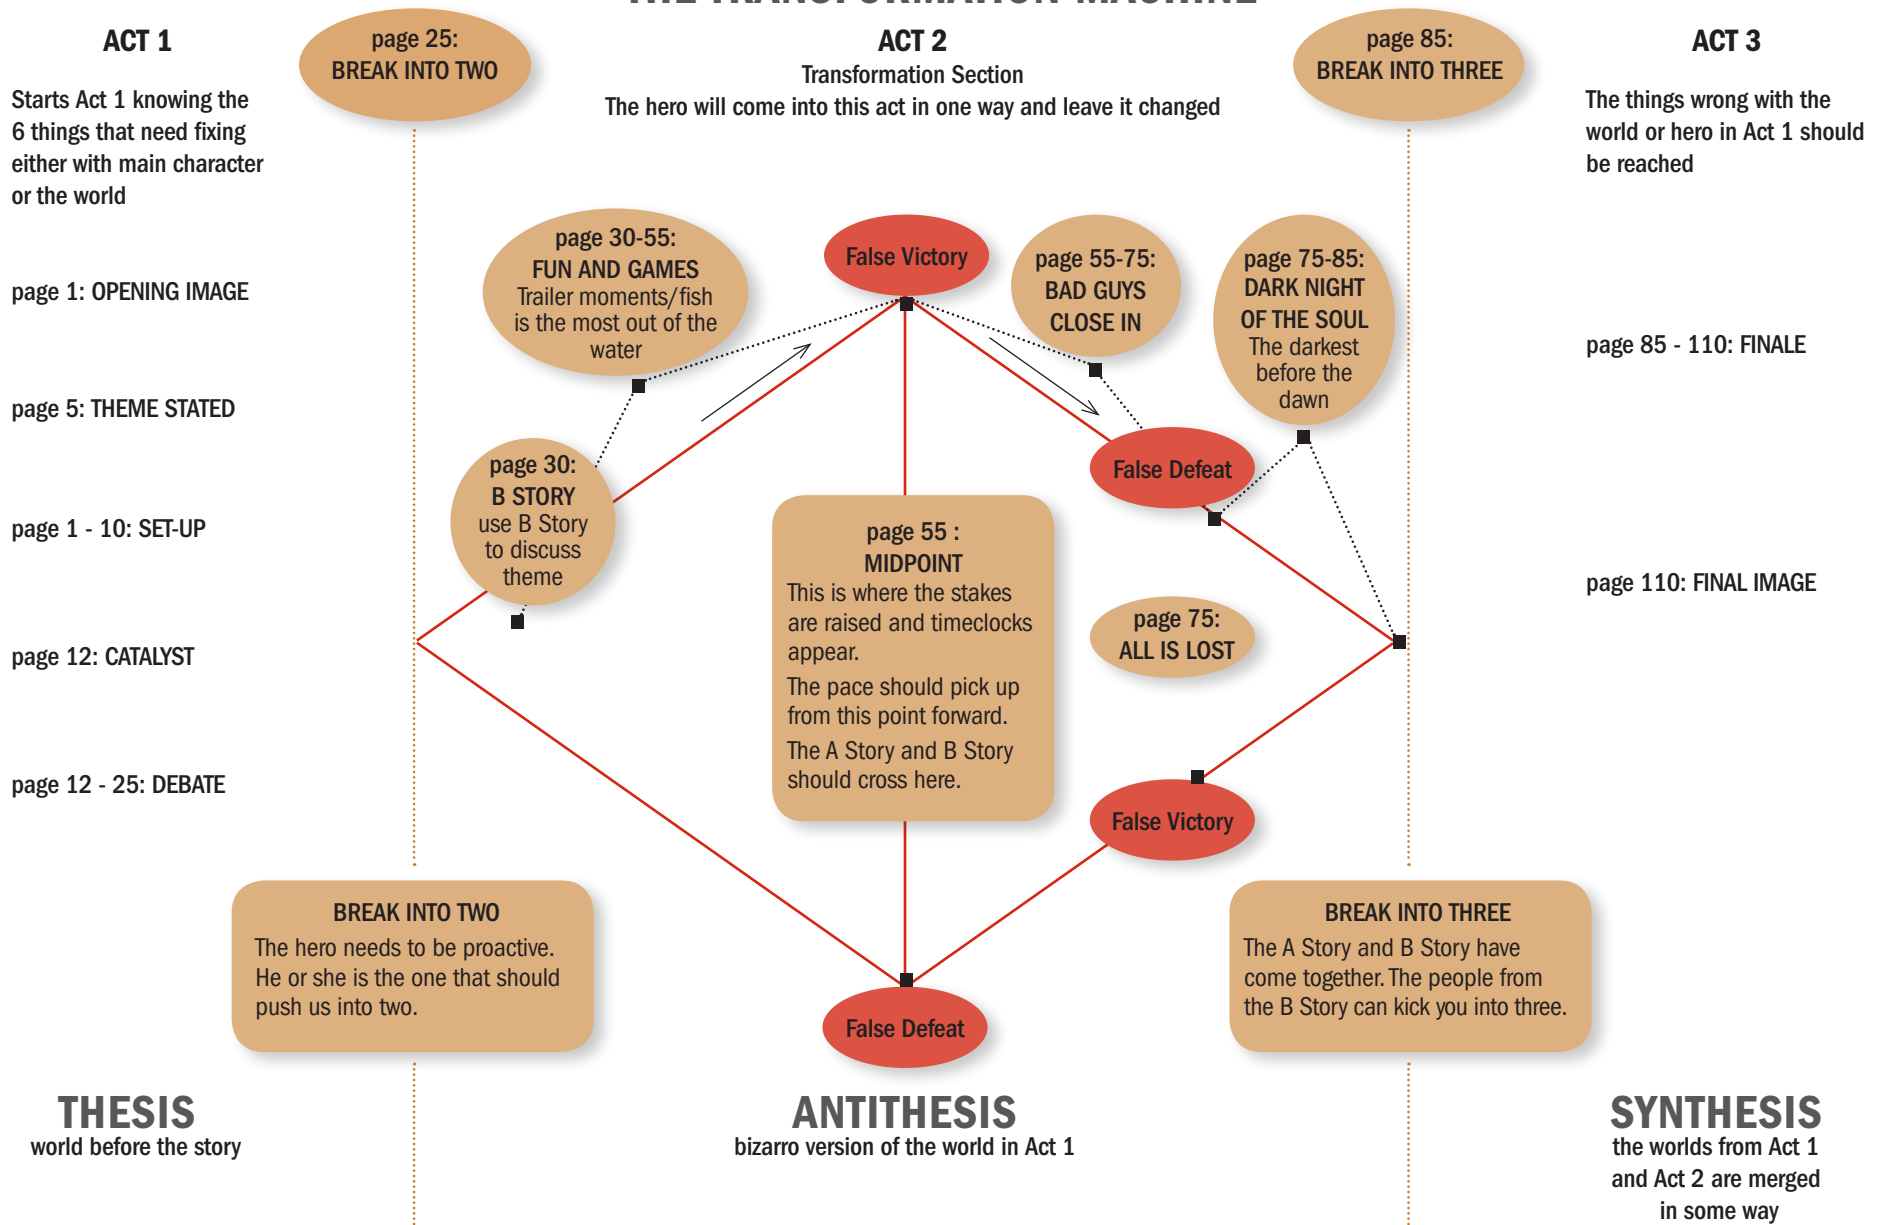 THE TRANSFORMATION MACHINE
ACT 1
Starts Act 1 knowing the
6 things that need fixing
either with main character
or the world
page 1: OPENING IMAGE
page 5: THEME STATED
page 1 - 10: SET-UP
page 12: CATALYST
page 12 - 25: DEBATE
page 25:
BREAK INTO TWO
ACT 2
Transformation Section
The hero will come into this act in one way and leave it changed
page 30:
B STORY
use B Story
to discuss
theme
page 30-55:
FUN AND GAMES
Trailer moments/fish
is the most out of the
water
False Victory
page 55 :
MIDPOINT
This is where the stakes
are raised and timeclocks
appear.
The pace should pick up
from this point forward.
The A Story and B Story
should cross here.
False Defeat
page 55-75:
BAD GUYS
CLOSE IN
False Defeat
page 75:
ALL IS LOST
False Victory
page 75-85:
DARK NIGHT
OF THE SOUL
The darkest
before the
dawn
page 85:
BREAK INTO THREE
ACT 3
The things wrong with the
world or hero in Act 1 should
be reached
page 85 - 110: FINALE
page 110: FINAL IMAGE
BREAK INTO TWO
The hero needs to be proactive.
He or she is the one that should
push us into two.
BREAK INTO THREE
The A Story and B Story have
come together. The people from
the B Story can kick you into three.
THESIS
world before the story
ANTITHESIS
bizarro version of the world in Act 1
SYNTHESIS
the worlds from Act 1
and Act 2 are merged
in some way